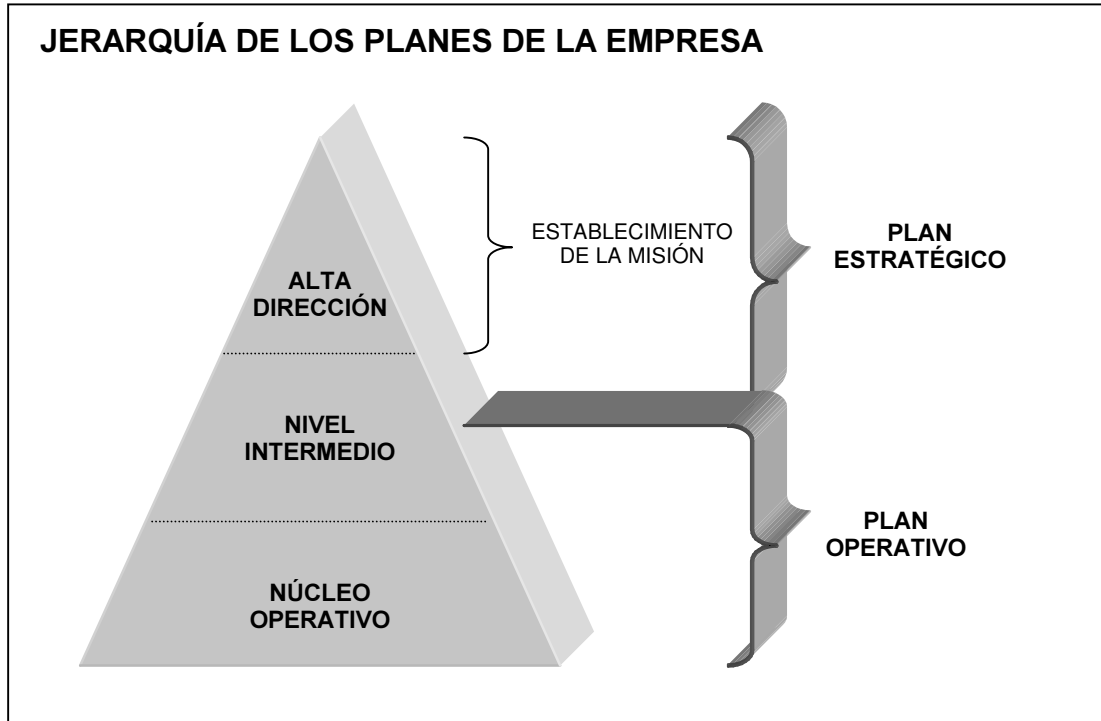 JERARQUÍA DE LOS PLANES DE LA EMPRESA
ESTABLECIMIENTO
DE LA MISIÓN
PLAN
ESTRATÉGICO
ALTA
DIRECCIÓN
NIVEL
INTERMEDIO
PLAN
OPERATIVO
NÚCLEO
OPERATIVO